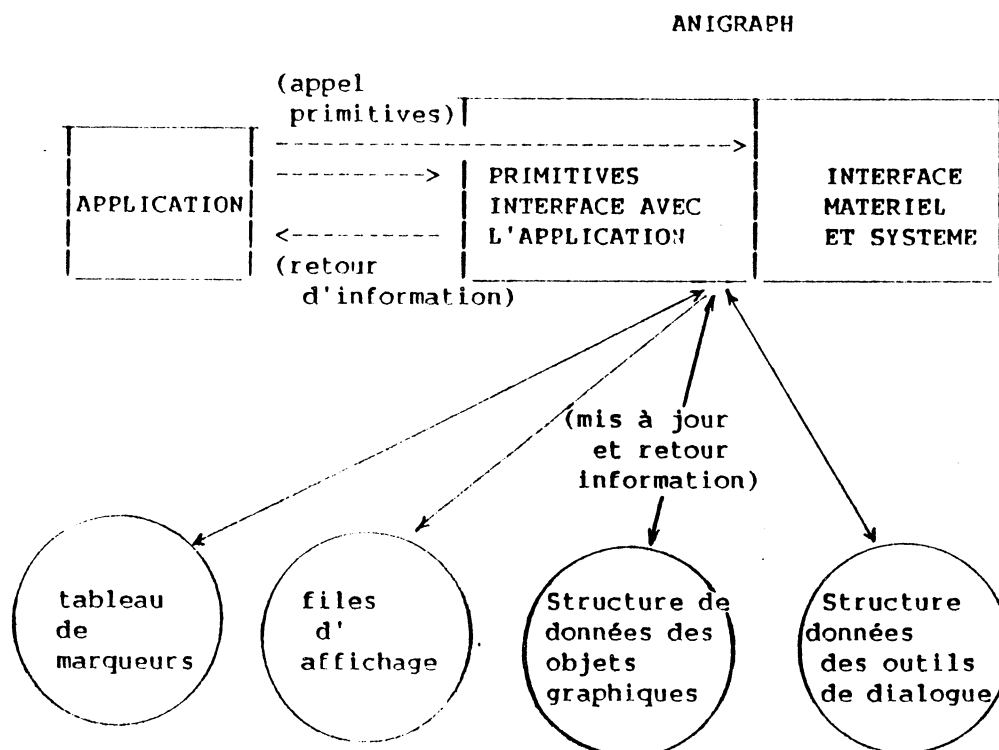 ANIGRAPH
(appel
primitives)
APPLICATION
PRIMITIVES
INTERFACE AVEC
L'APPLICATION
INTERFACE
MATERIEL
ET SYSTEME
(retour
d'information)
(mis à jour
et retour
information)
tableau
de
marqueurs
files
d'
affichage
Structure de
données des
objets
graphiques
Structure
données
des outils
de dialogue